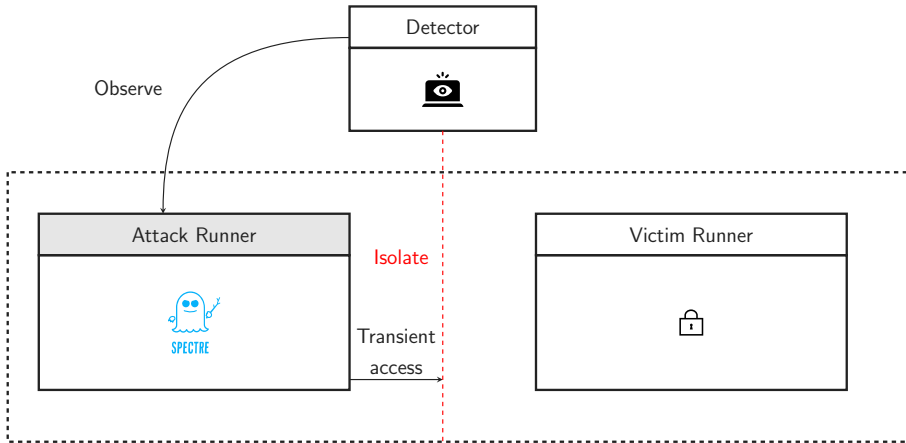 Detector
Observe
Attack Runner
Victim Runner
Isolate
SPECTRE
Transient
access